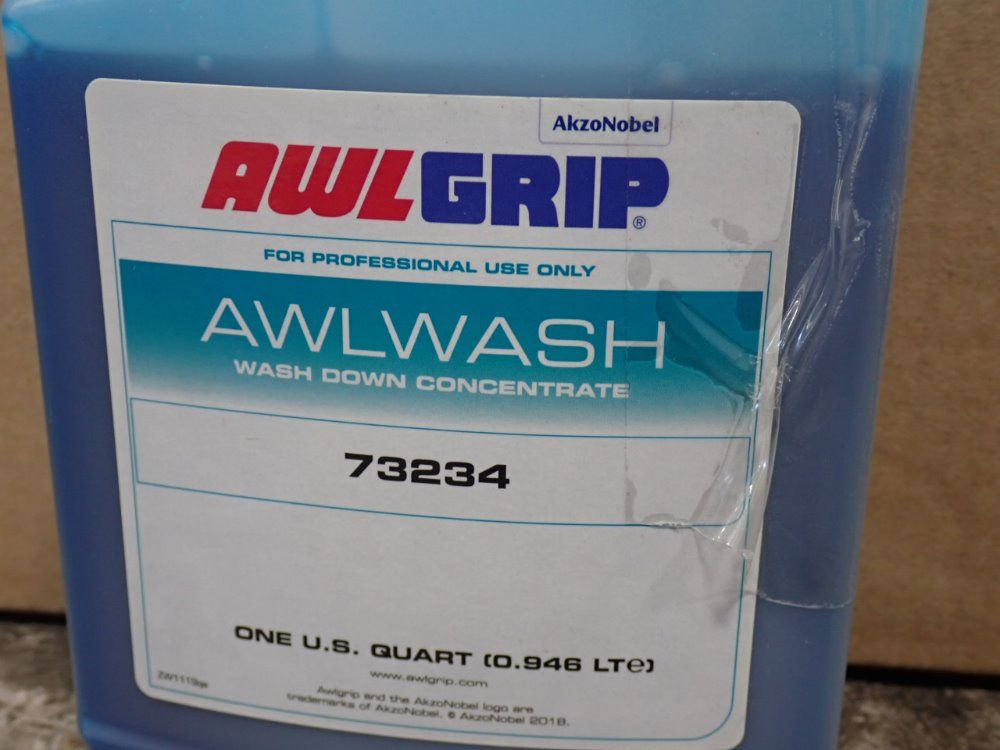 AkzoNobel
AWLGRIP®
FOR PROFESSIONAL USE ONLY
AWLWASH
WASH DOWN CONCENTRATE
73234
ONE U.S. QUART (0.946 LTe)
www.awlgrip.com
Awlgrip and the AkzoNobel logo are
trademarks of AkzoNobel. © AkzoNobel 2018.